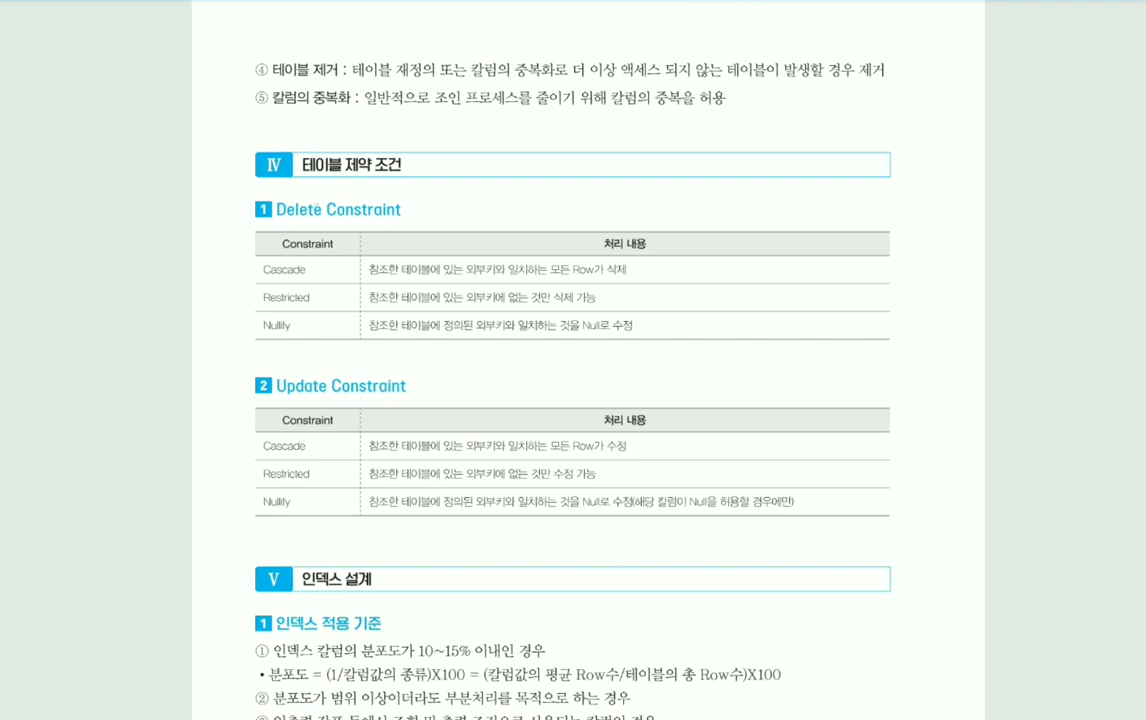 ④ 테이블 제거 : 테이블 재정의 또는 칼럼의 중복화로 더 이상 액세스 되지 않는 테이블이 발생할 경우 제거
⑤ 칼럼의 중복화 : 일반적으로 조인 프로세스를 줄이기 위해 칼럼의 중복을 허용
Ⅳ 테이블 제약 조건
1 Delete Constraint
Constraint 처리 내용
Cascade 참조한 테이블에 있는 외부키와 일치하는 모든 Row가 삭제
Restricted 참조한 테이블에 있는 외부키에 없는 것만 삭제 가능
Nullify 참조한 테이블에 정의된 외부키와 일치하는 것을 Null로 수정
2 Update Constraint
Constraint 처리 내용
Cascade 참조한 테이블에 있는 외부키와 일치하는 모든 Row가 수정
Restricted 참조한 테이블에 있는 외부키에 없는 것만 수정 가능
Nullify 참조한 테이블에 정의된 외부키와 일치하는 것을 Null로 수정(해당 칼럼이 Null을 허용할 경우에만)
Ⅴ 인덱스 설계
1 인덱스 적용 기준
① 인덱스 칼럼의 분포도가 10~15% 이내인 경우
• 분포도 = (1/칼럼값의 종류)X100 = (칼럼값의 평균 Row수/테이블의 총 Row수)X100
② 분포도가 범위 이상이더라도 부분처리를 목적으로 하는 경우